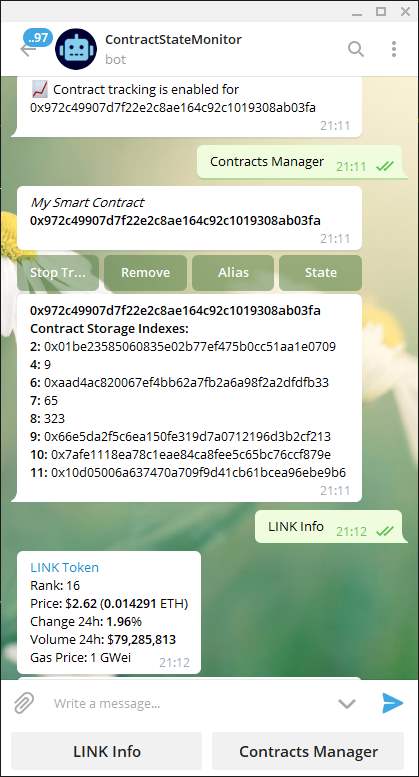 ..97
ContractStateMonitor
bot
📈 Contract tracking is enabled for
0x972c49907d7f22e2c8ae164c92c1019308ab03fa
21:11
Contracts Manager 21:11
My Smart Contract
0x972c49907d7f22e2c8ae164c92c1019308ab03fa
21:11
Stop Tr... Remove Alias State
0x972c49907d7f22e2c8ae164c92c1019308ab03fa
Contract Storage Indexes:
2: 0x01be23585060835e02b77ef475b0cc51aa1e0709
4: 9
6: 0xaad4ac820067ef4bb62a7fb2a6a98f2a2dfdfb33
7: 65
8: 323
9: 0x66e5da2f5c6ea150fe319d7a0712196d3b2cf213
10: 0x7afe1118ea78c1eae84ca8fee5c65bc76ccf879e
11: 0x10d05006a637470a709f9d41cb61bcea96ebe9b6
21:11
LINK Info 21:12
LINK Token
Rank: 16
Price: $2.62 (0.014291 ETH)
Change 24h: 1.96%
Volume 24h: $79,285,813
Gas Price: 1 GWei 21:12
Write a message...
LINK Info Contracts Manager